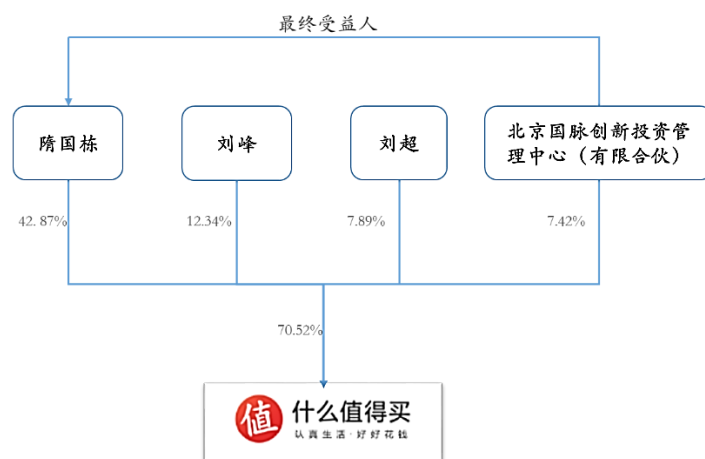 最终受益人
隋国栋
刘峰
刘超
北京国脉创新投资管
理中心（有限合伙）
42. 87%
12.34%
7.89%
7.42%
70.52%
值 什么值得买
认真生活·好好花钱